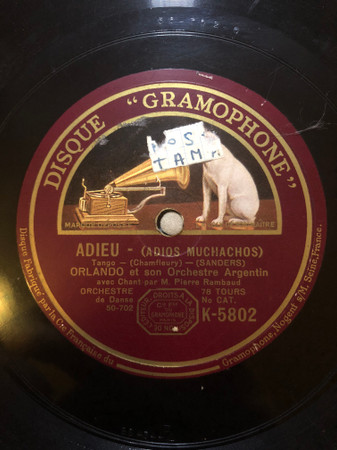 DISQUE "GRAMOPHONE"
ADIEU - (ADIOS MUCHACHOS)
Tango - (Chamfleury) - (SANDERS)
ORLANDO et son Orchestre Argentin
avec Chant par M. Pierre Rambaud
ORCHESTRE
de Danse
50-702
78 TOURS
No CAT.
K-5802
Disque Fabriqué par la Cie Française du Gramophone, Nogent s/M. Seine, France.